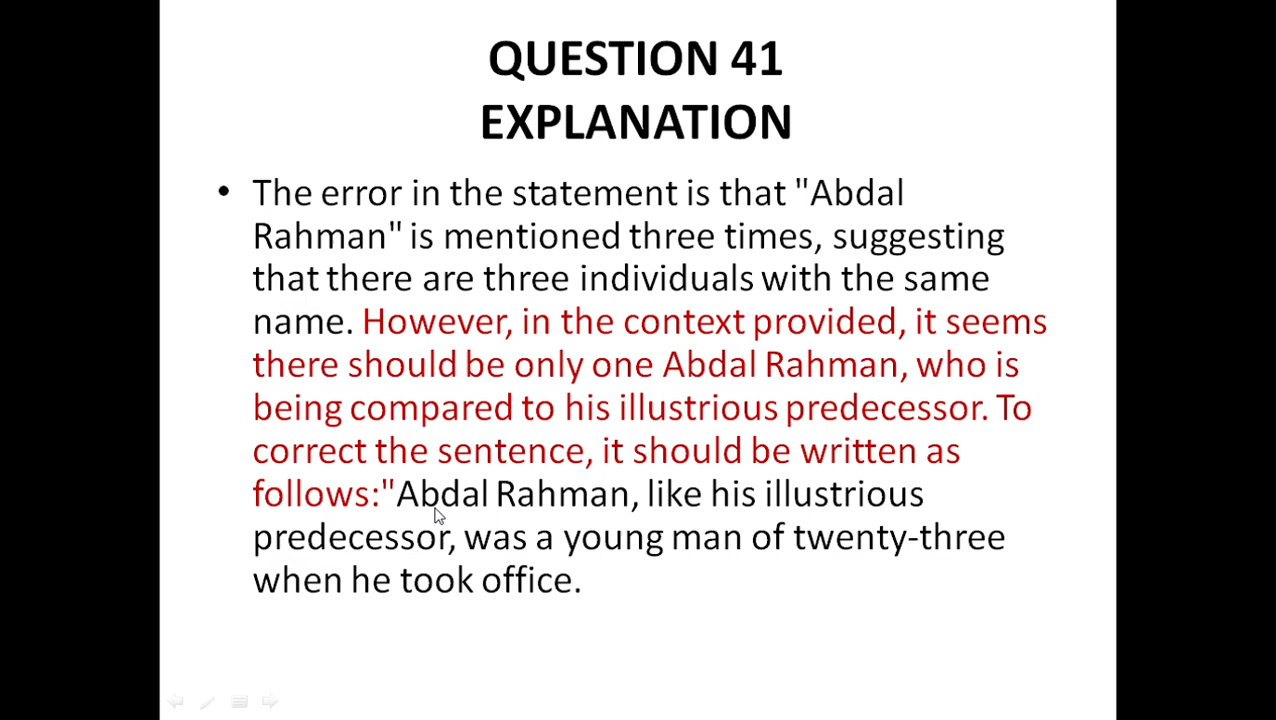 QUESTION 41
EXPLANATION
• The error in the statement is that "Abdal
Rahman" is mentioned three times, suggesting
that there are three individuals with the same
name. However, in the context provided, it seems
there should be only one Abdal Rahman, who is
being compared to his illustrious predecessor. To
correct the sentence, it should be written as
follows:"Abdal Rahman, like his illustrious
predecessor, was a young man of twenty-three
when he took office.